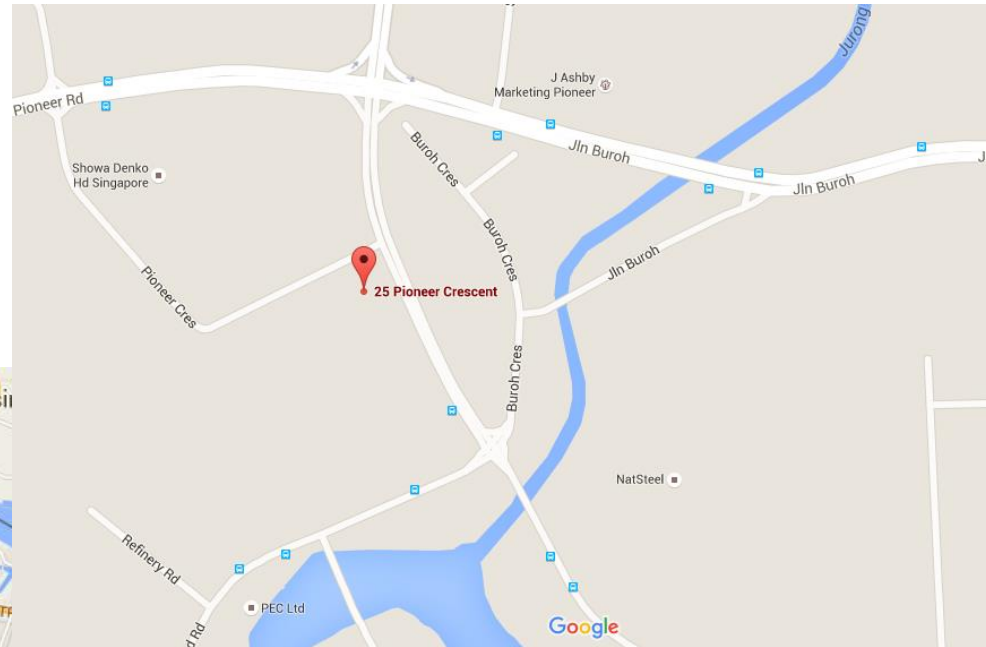 Jurong
J Ashby
Marketing Pioneer
Pioneer Rd
Buroh Cres
Jln Buroh
Showa Denko
Hd Singapore
Jln Buroh
Buroh Cres
Jln Buroh
Pioneer Cres
25 Pioneer Crescent
Buroh Cres
NatSteel
Refinery Rd
PEC Ltd
Google